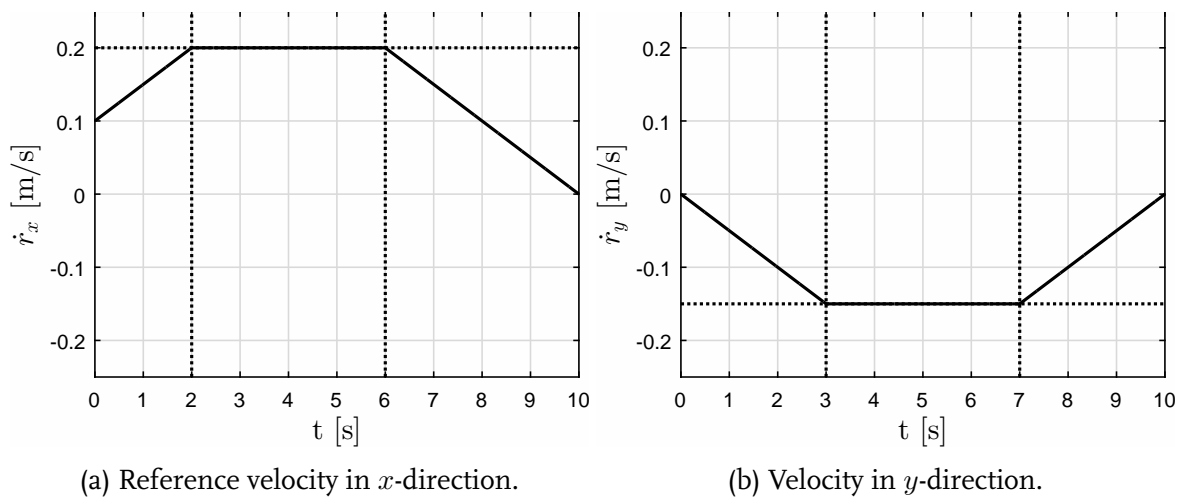 0.2
0.1
0
-0.1
-0.2
ṙx [m/s]
0 1 2 3 4 5 6 7 8 9 10
t [s]
(a) Reference velocity in x-direction.
0.2
0.1
0
-0.1
-0.2
ṙy [m/s]
0 1 2 3 4 5 6 7 8 9 10
t [s]
(b) Velocity in y-direction.